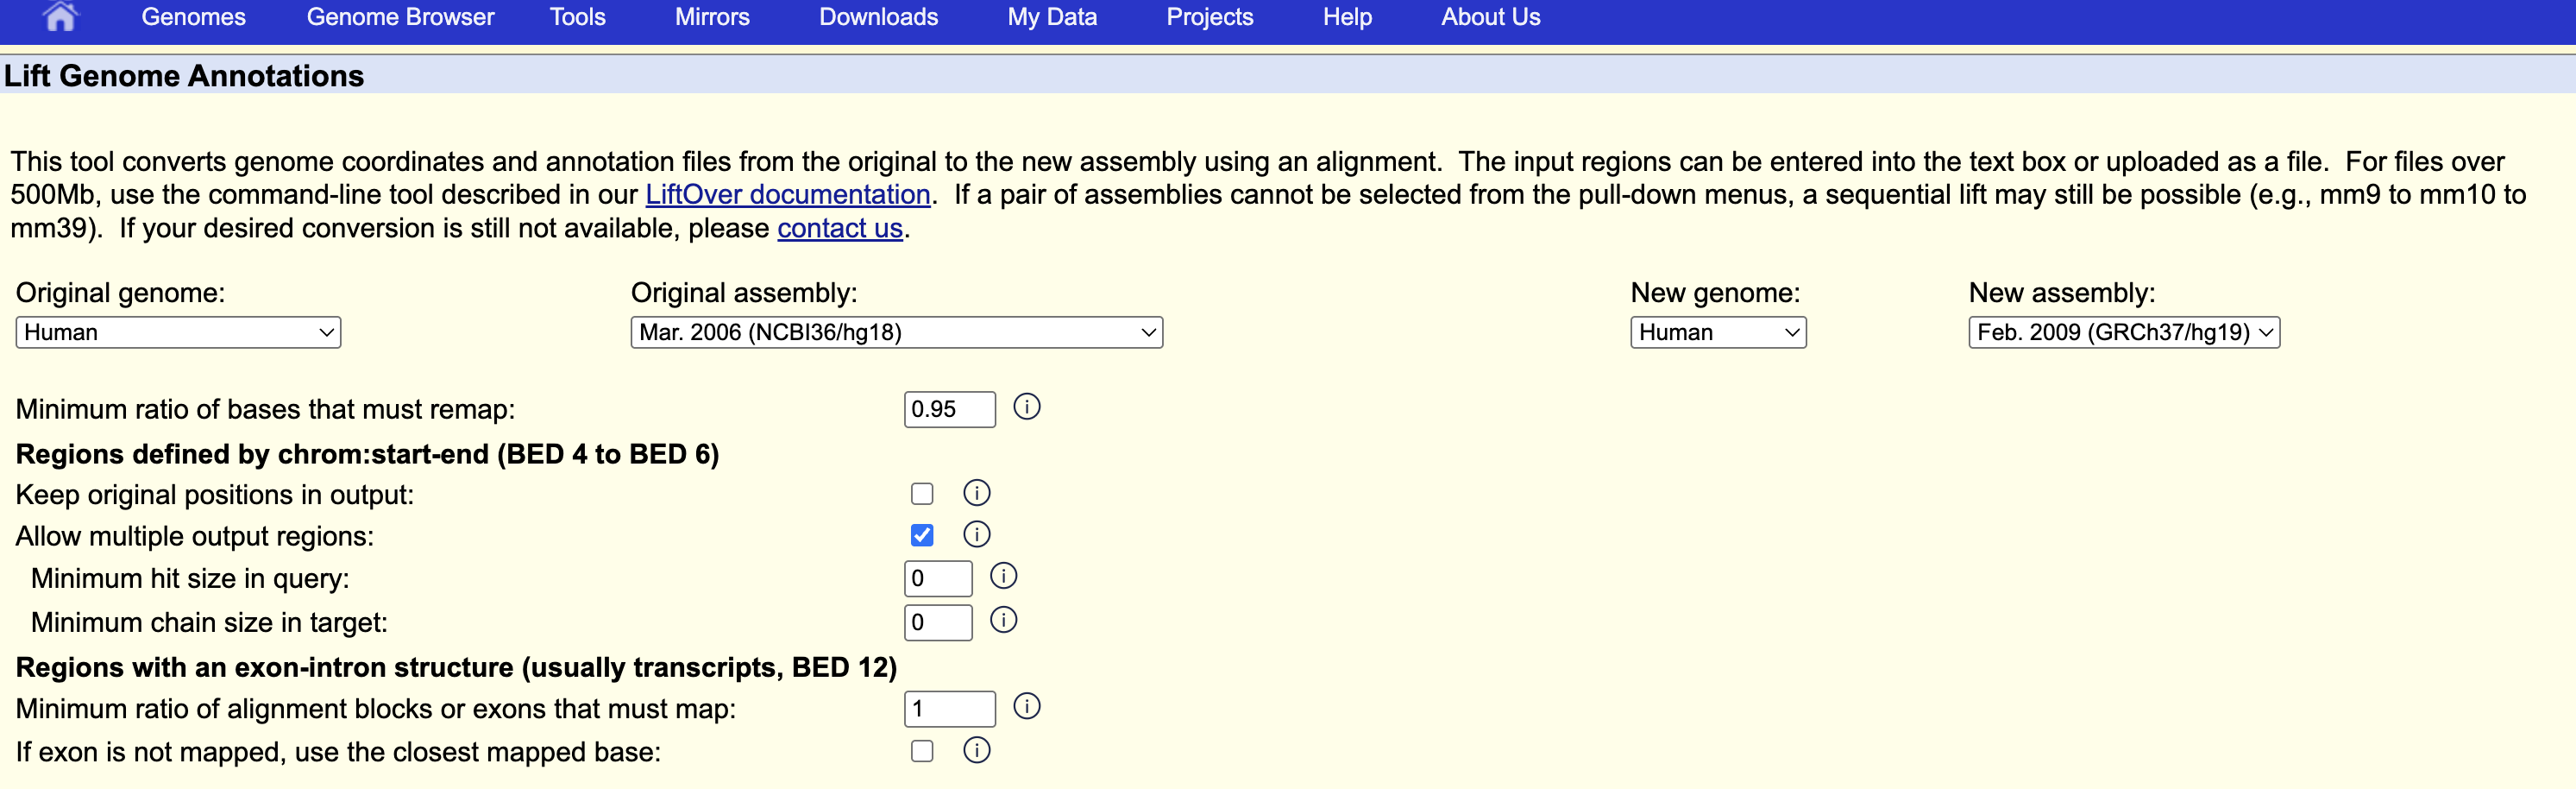 Genomes Genome Browser Tools Mirrors Downloads My Data Projects Help About Us
Lift Genome Annotations
This tool converts genome coordinates and annotation files from the original to the new assembly using an alignment.  The input regions can be entered into the text box or uploaded as a file.  For files over
500Mb, use the command-line tool described in our LiftOver documentation.  If a pair of assemblies cannot be selected from the pull-down menus, a sequential lift may still be possible (e.g., mm9 to mm10 to
mm39).  If your desired conversion is still not available, please contact us.
Original genome: Original assembly: New genome: New assembly:
Human Mar. 2006 (NCBI36/hg18) Human Feb. 2009 (GRCh37/hg19)
Minimum ratio of bases that must remap: 0.95 i
Regions defined by chrom:start-end (BED 4 to BED 6)
Keep original positions in output: i
Allow multiple output regions: i
Minimum hit size in query: 0 i
Minimum chain size in target: 0 i
Regions with an exon-intron structure (usually transcripts, BED 12)
Minimum ratio of alignment blocks or exons that must map: 1 i
If exon is not mapped, use the closest mapped base: i